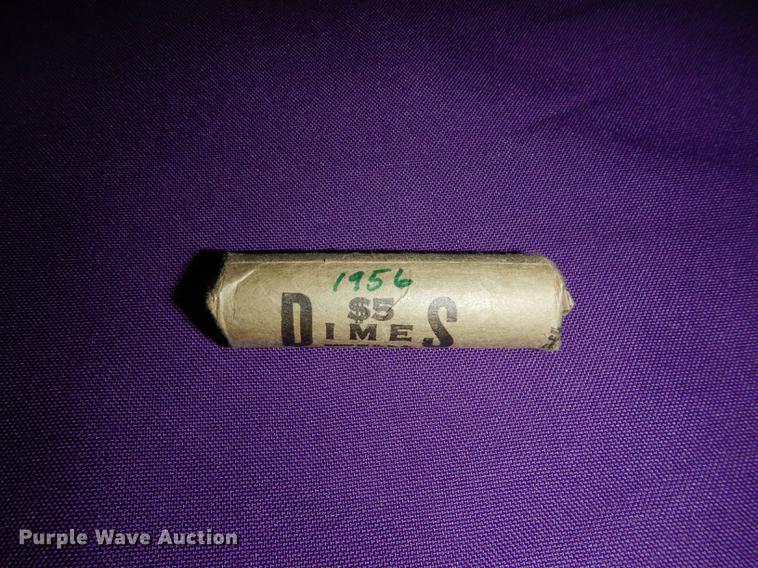 1956
$5
DIMES
Purple Wave Auction